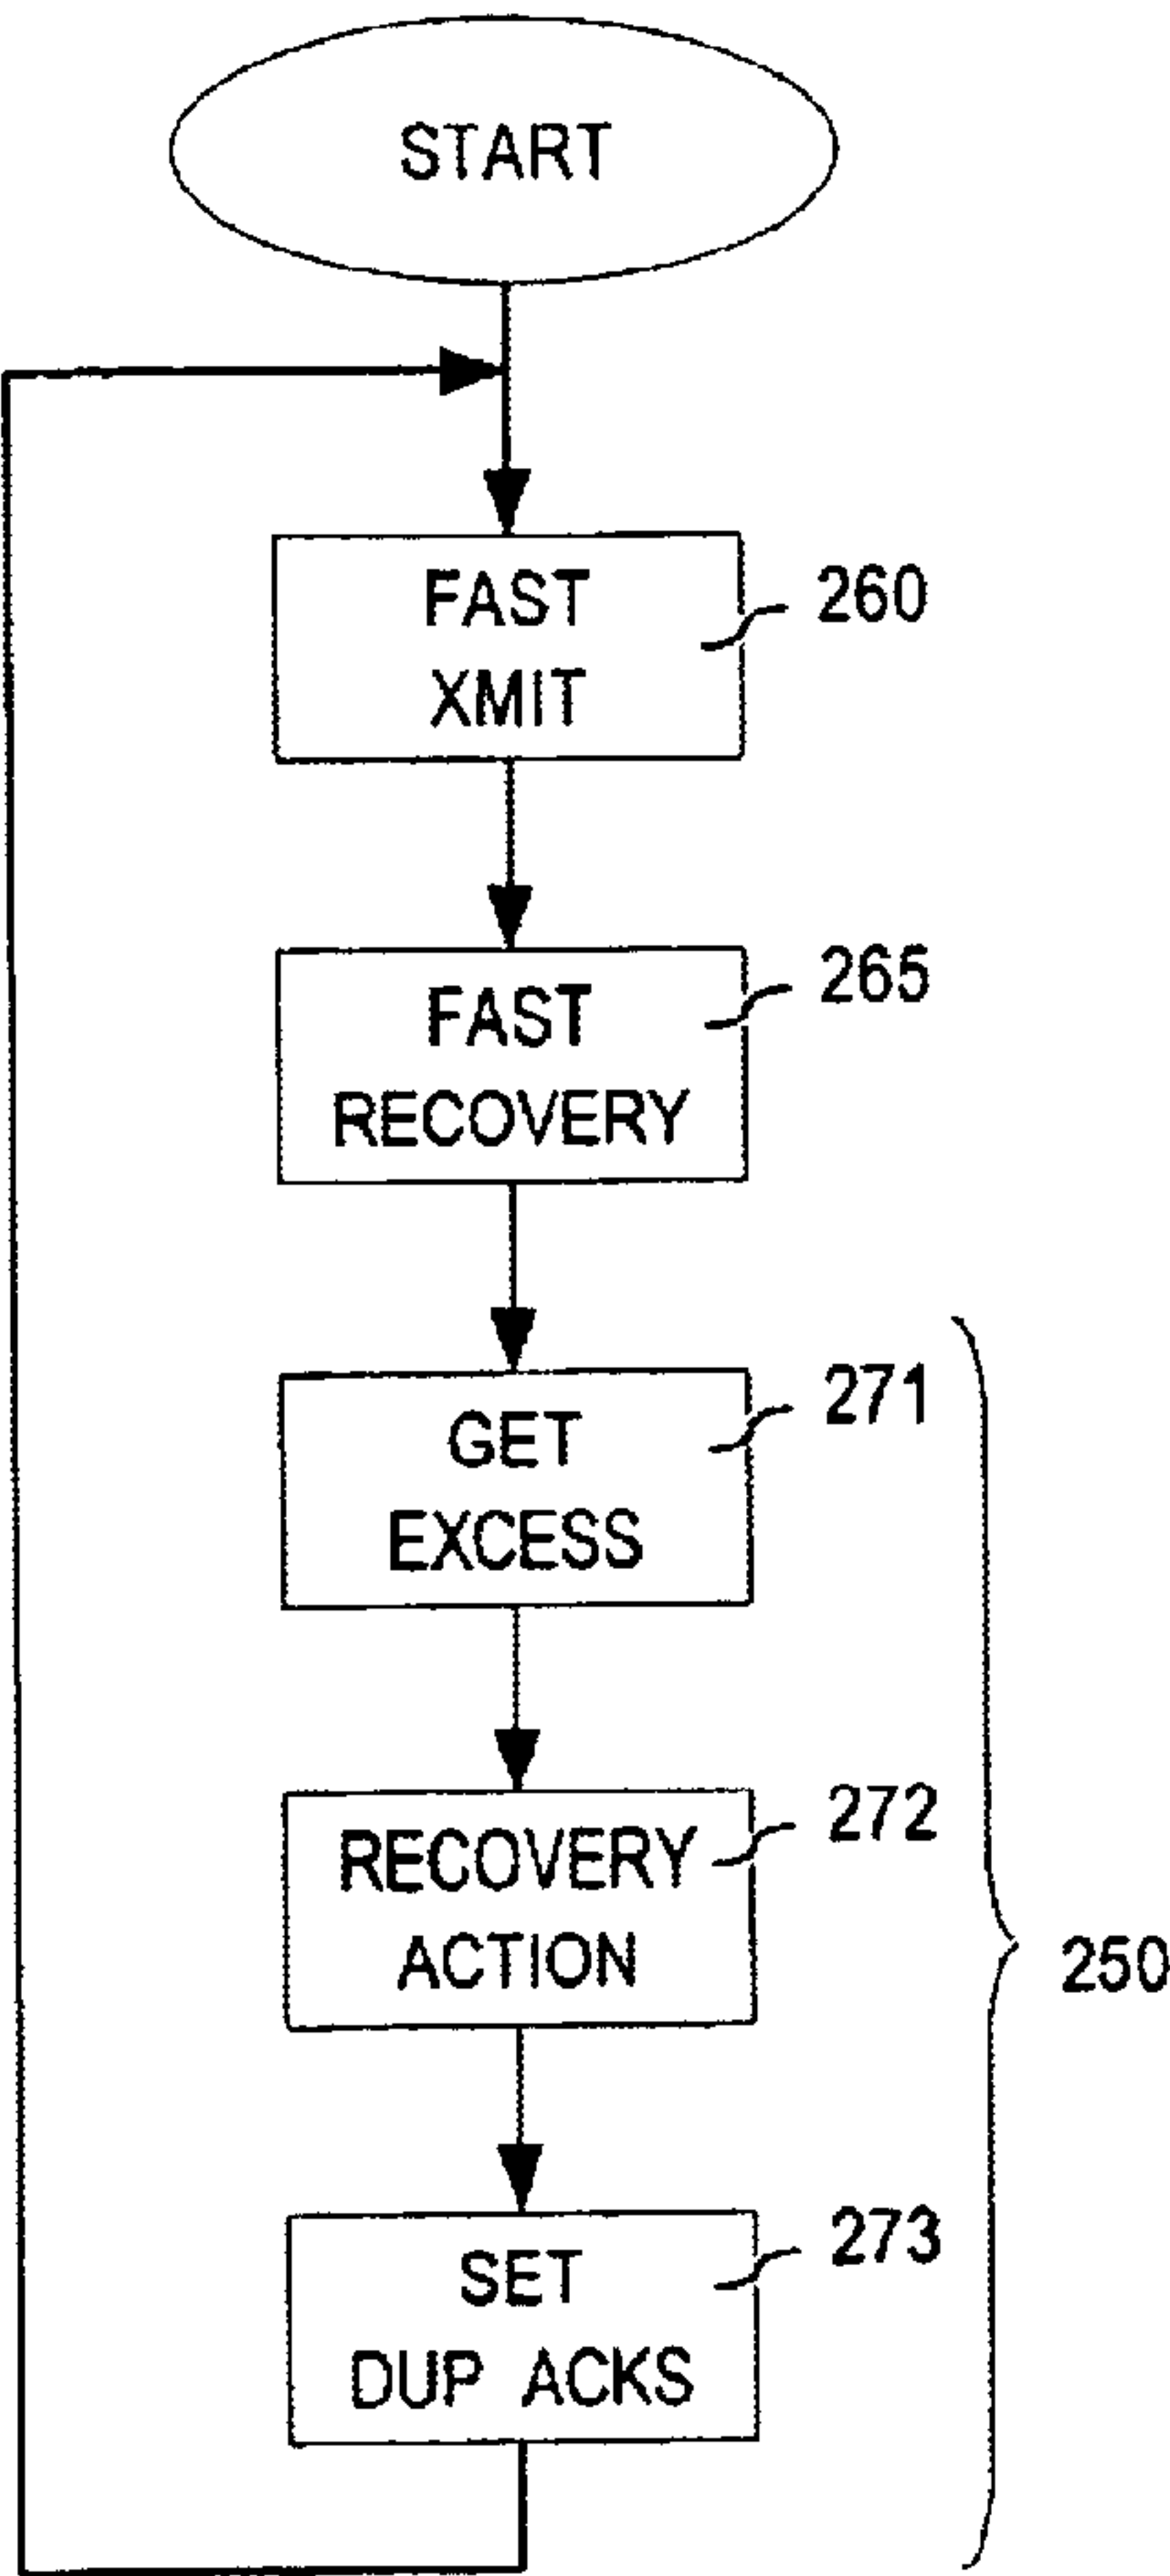 START
FAST
XMIT
260
FAST
RECOVERY
265
GET
EXCESS
271
RECOVERY
ACTION
272
250
SET
DUP ACKS
273